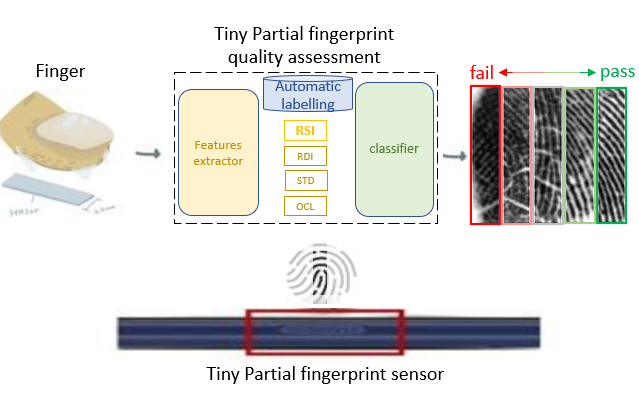 Tiny Partial fingerprint
quality assessment
Finger
fail
pass
Automatic
labelling
RSI
Features
extractor
RDI
classifier
STD
OCL
SENSOR
Tiny Partial fingerprint sensor